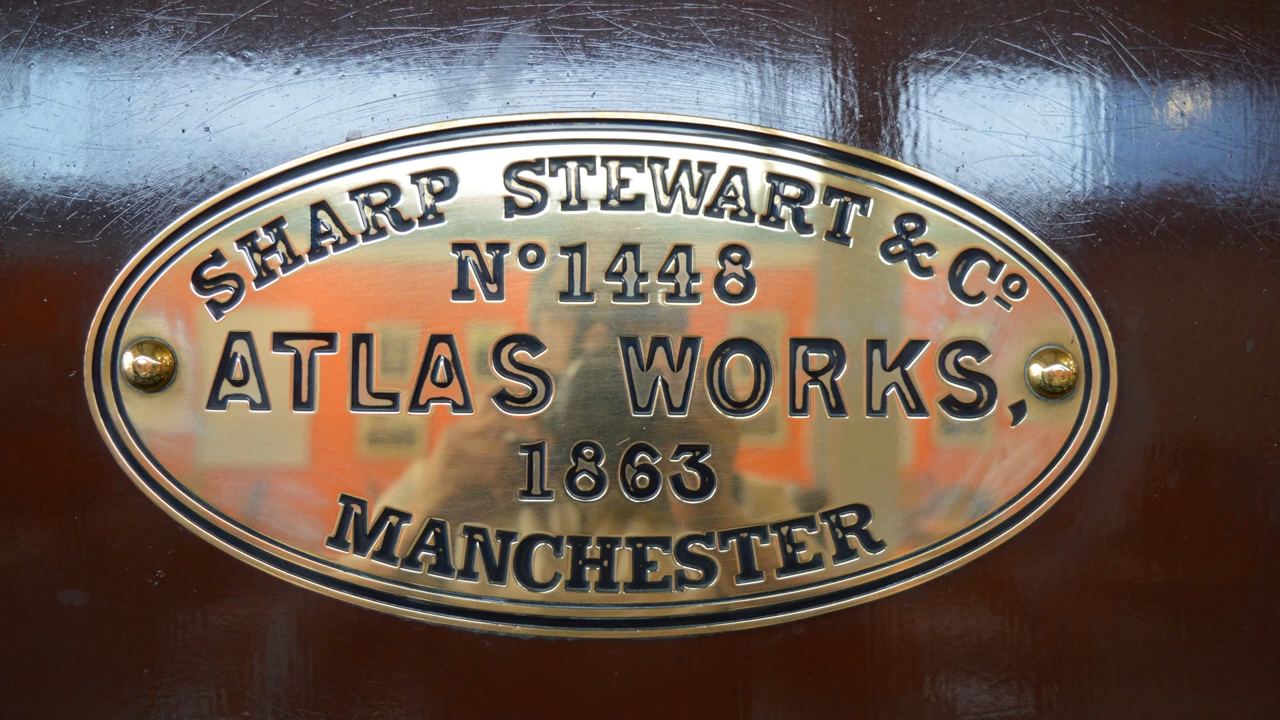 SHARP STEWART & Cº
Nº 1448
ATLAS WORKS,
1863
MANCHESTER